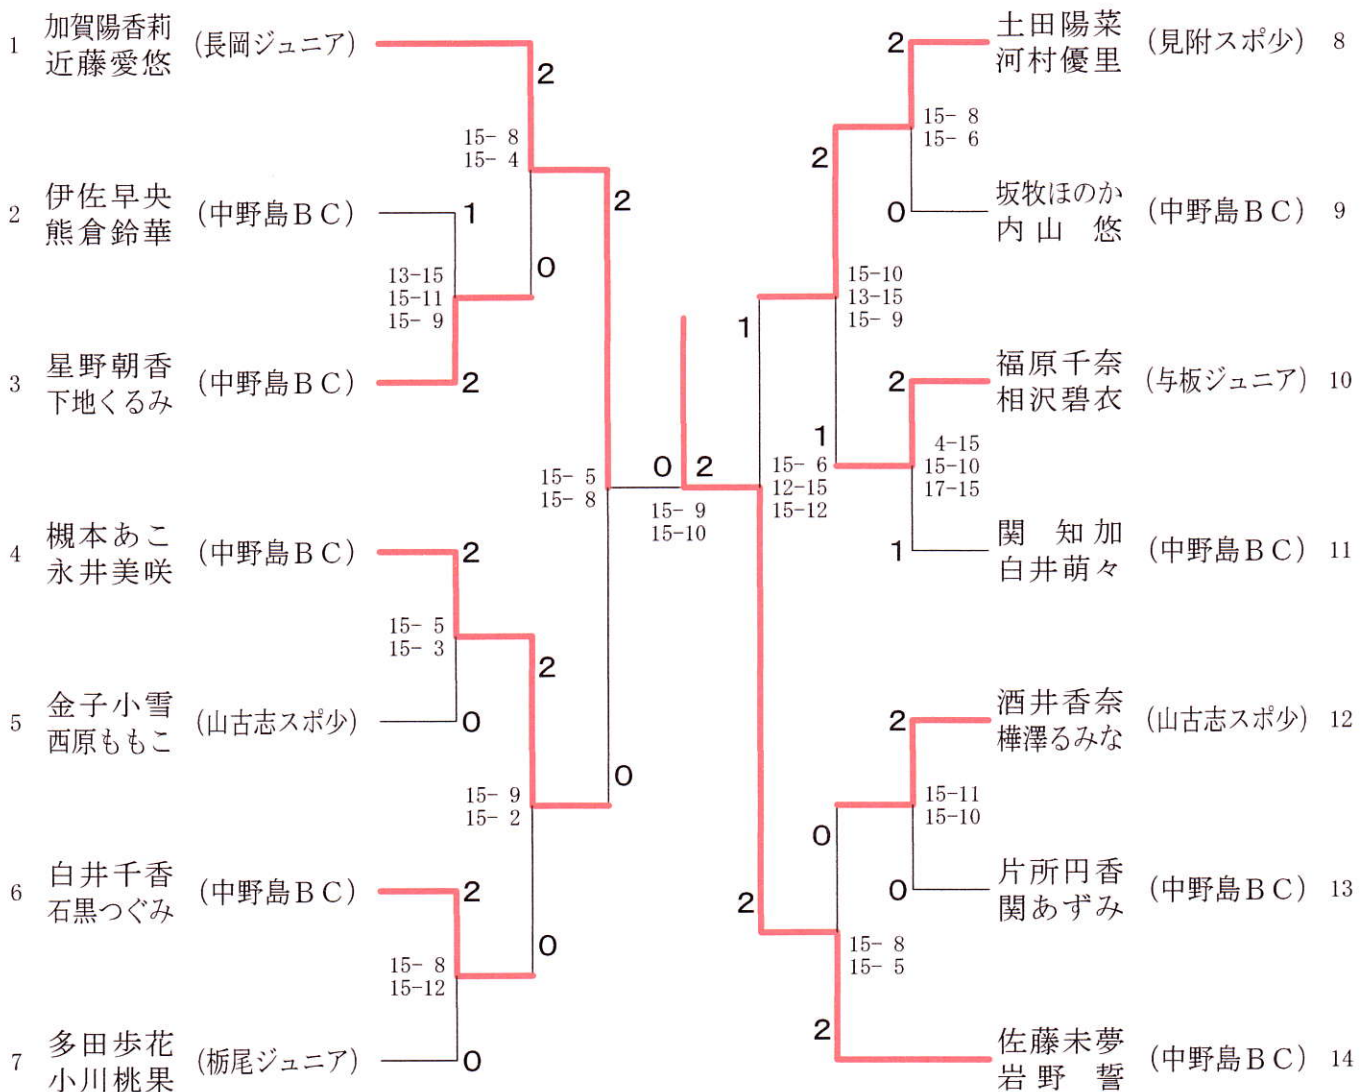 1 加賀陽香莉 (長岡ジュニア)
近藤愛悠
2
15- 8
15- 4
2 伊佐早央 (中野島ＢＣ) 1
熊倉鈴華
2
0
13-15
15-11
15- 9
3 星野朝香 (中野島ＢＣ) 2
下地くるみ
15- 5
15- 8
4 槻本あこ (中野島ＢＣ) 2
永井美咲
15- 5
15- 3
2
5 金子小雪 (山古志スポ少) 0
西原ももこ
15- 9
15- 2
0
6 白井千香 (中野島ＢＣ) 2
石黒つぐみ
0
15- 8
15-12
7 多田歩花 (栃尾ジュニア) 0
小川桃果
0 2
15- 9
15-10
2 土田陽菜 (見附スポ少) 8
河村優里
15- 8
15- 6
2
0 坂牧ほのか (中野島ＢＣ) 9
内山 悠
15-10
13-15
15- 9
1
2 福原千奈 (与板ジュニア) 10
相沢碧衣
1
4-15
15-10
17-15
15- 6
12-15
15-12
1 関 知加 (中野島ＢＣ) 11
白井萌々
2 酒井香奈 (山古志スポ少) 12
樺澤るみな
15-11
15-10
0
0 片所円香 (中野島ＢＣ) 13
関あずみ
2
15- 8
15- 5
2
佐藤未夢 (中野島ＢＣ) 14
岩野 誓